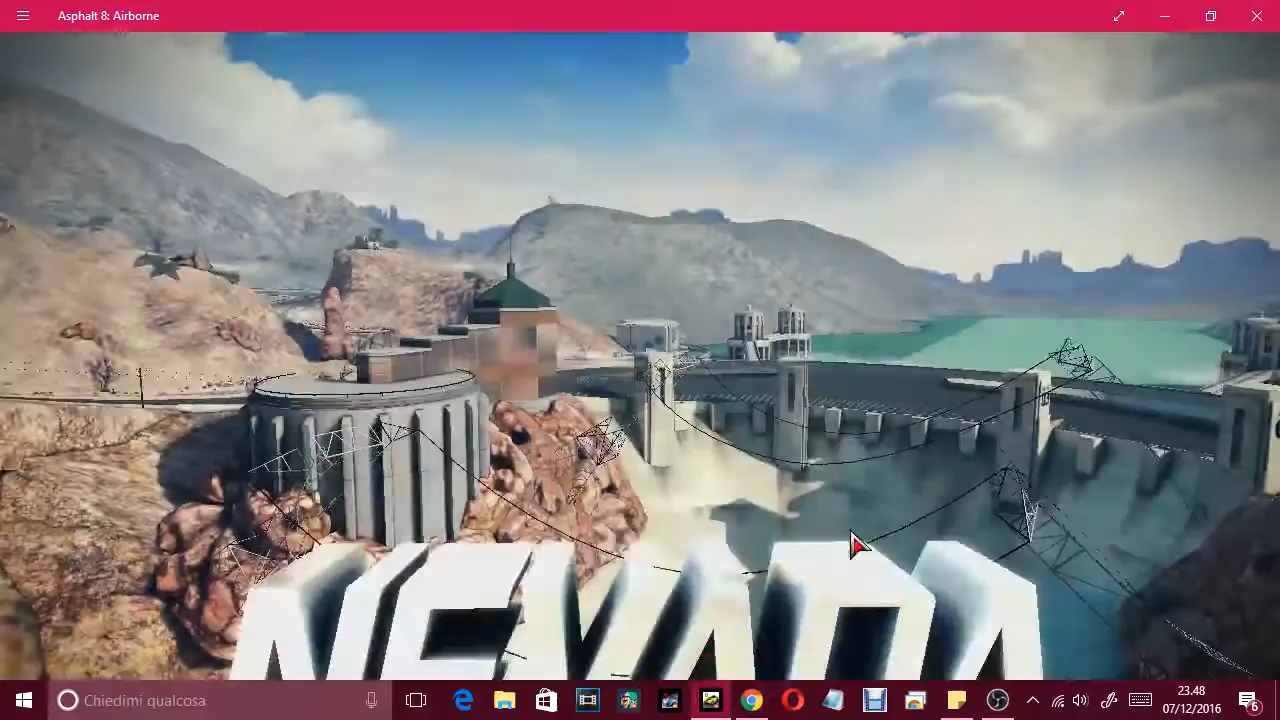 Asphalt 8: Airborne
NEVADA
Chiedimi qualcosa
23.48
07/12/2016
6